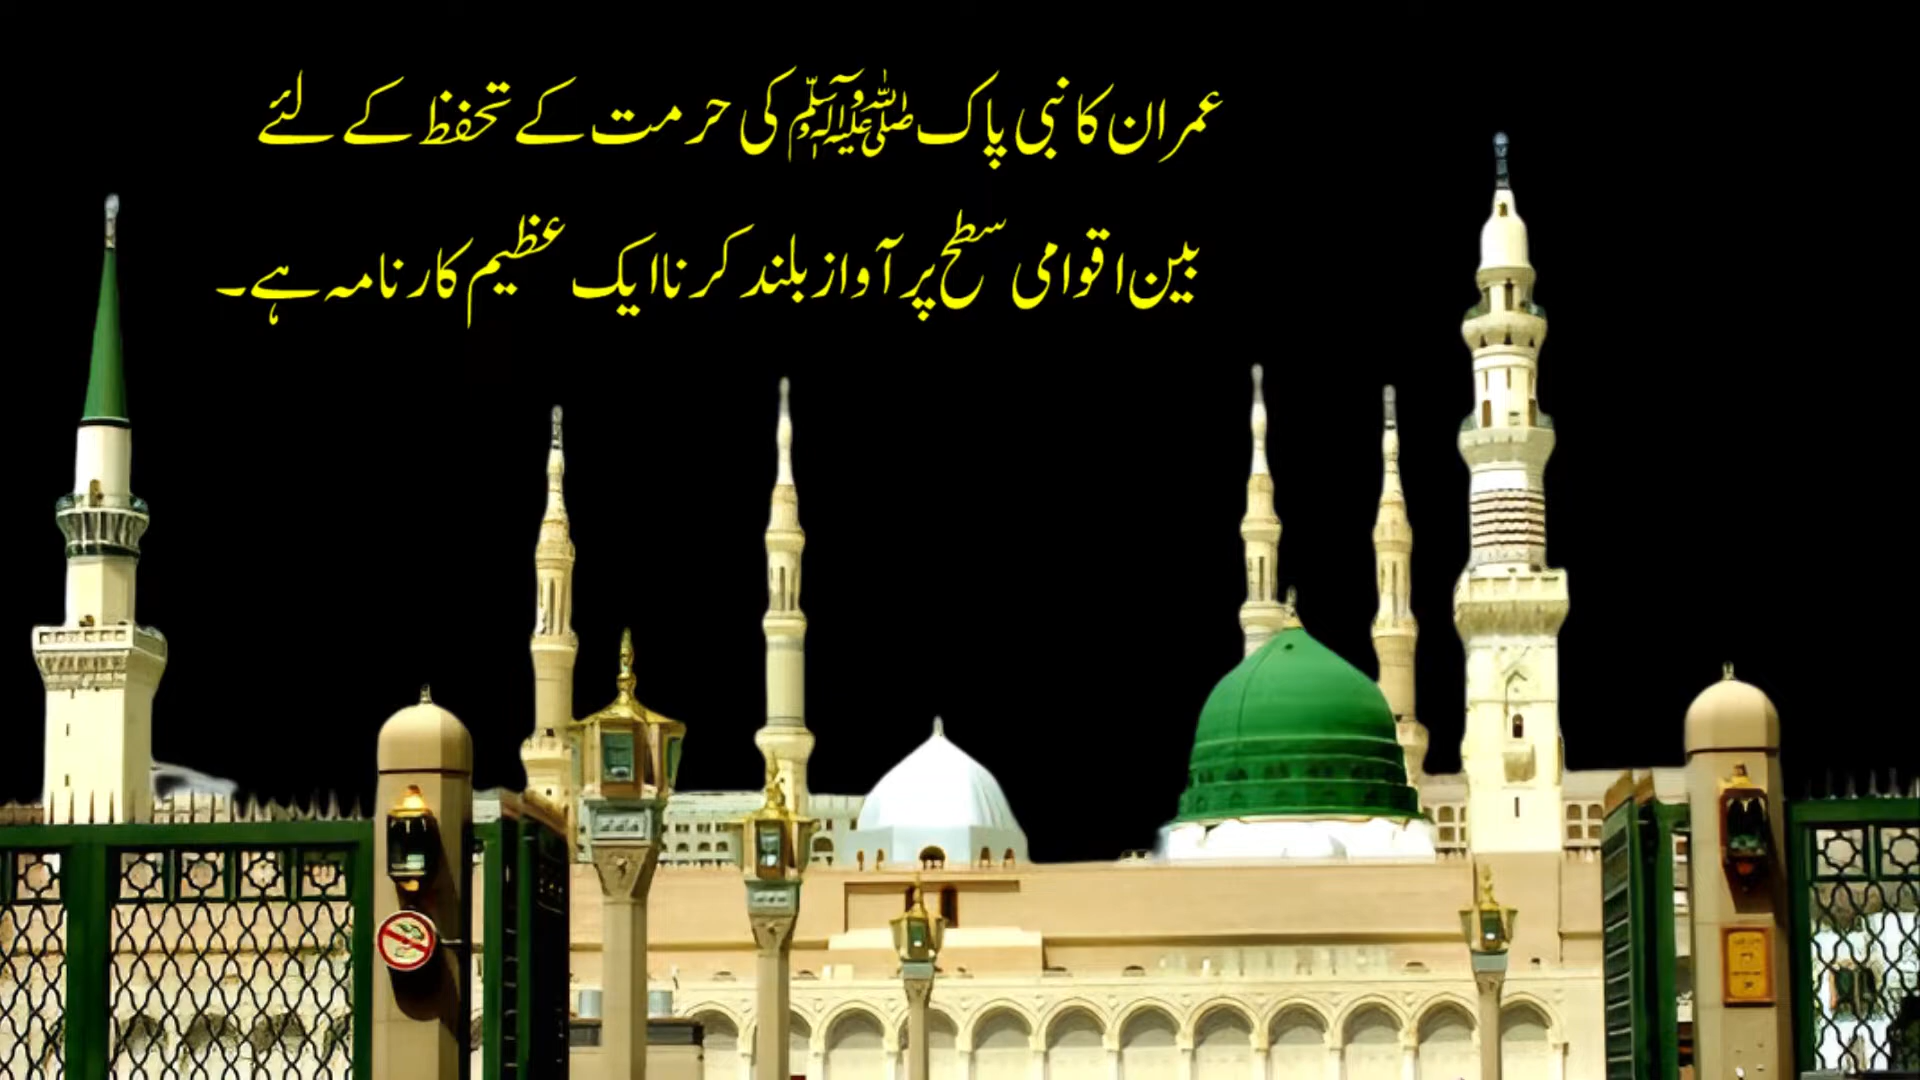 عمران کا نبی پاک ﷺ کی حرمت کے تحفظ کے لئے
بین اقوامی سطح پر آواز بلند کرنا ایک عظیم کارنامہ ہے۔